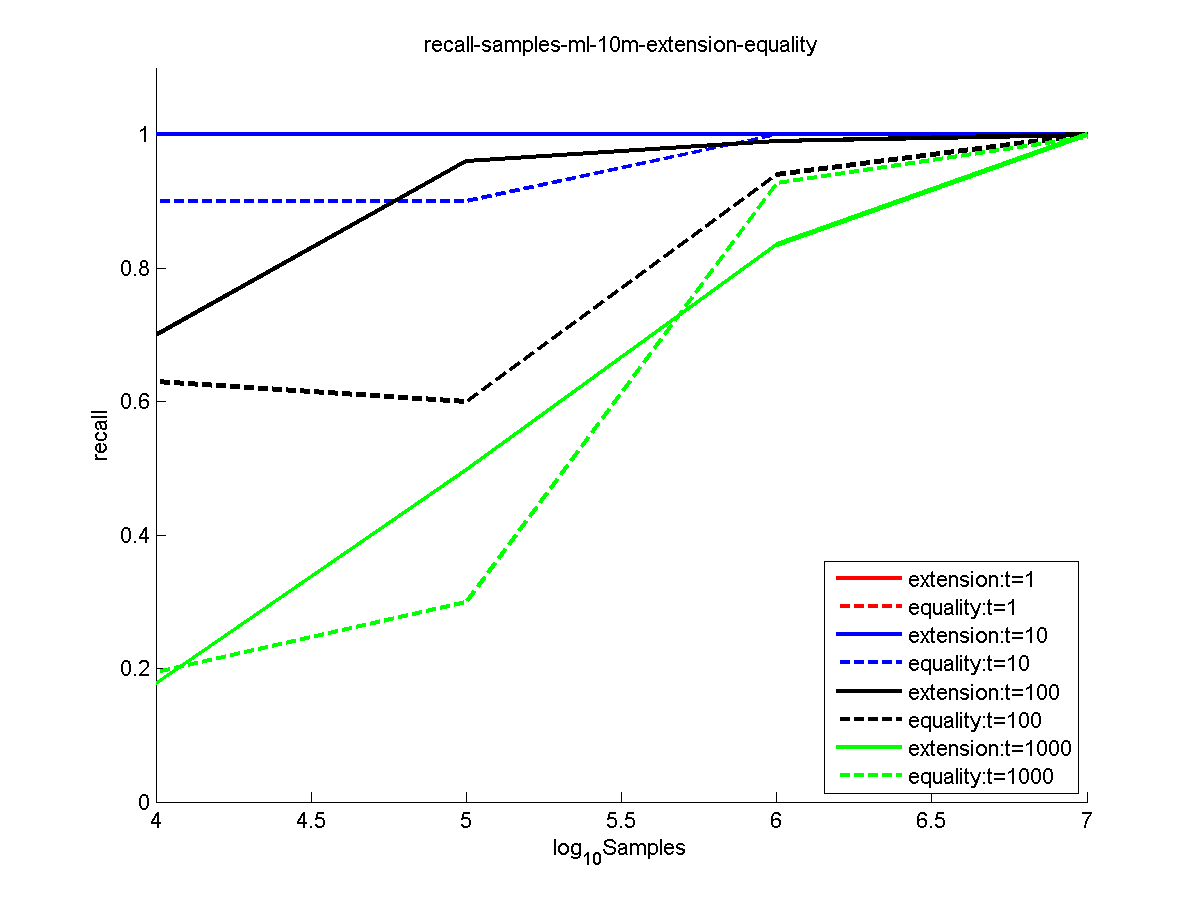 recall-samples-ml-10m-extension-equality
1
0.8
0.6
0.4
0.2
0
recall
4 4.5 5 5.5 6 6.5 7
log10Samples
extension:t=1
equality:t=1
extension:t=10
equality:t=10
extension:t=100
equality:t=100
extension:t=1000
equality:t=1000